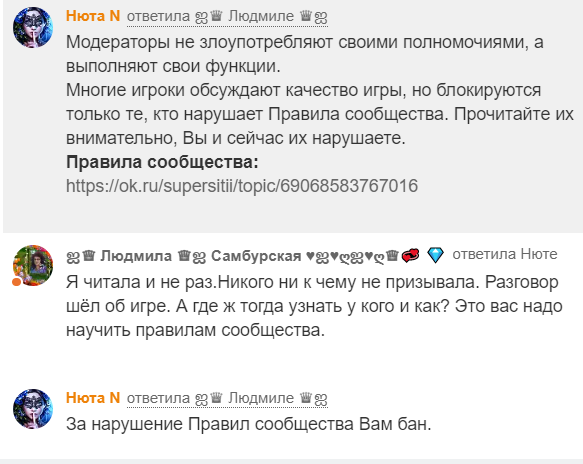 Нюта N ответила ஜ♕ Людмиле ♕ஜ
Модераторы не злоупотребляют своими полномочиями, а
выполняют свои функции.
Многие игроки обсуждают качество игры, но блокируются
только те, кто нарушает Правила сообщества. Прочитайте их
внимательно, Вы и сейчас их нарушаете.
Правила сообщества:
https://ok.ru/supersitii/topic/69068583767016
ஜ♕ Людмила ♕ஜ Самбурская ♥ஜ♥ღஜ♥ღ♕💞 💎 ответила Нюте
Я читала и не раз.Никого ни к чему не призывала. Разговор
шёл об игре. А где ж тогда узнать у кого и как? Это вас надо
научить правилам сообщества.
Нюта N ответила ஜ♕ Людмиле ♕ஜ
За нарушение Правил сообщества Вам бан.